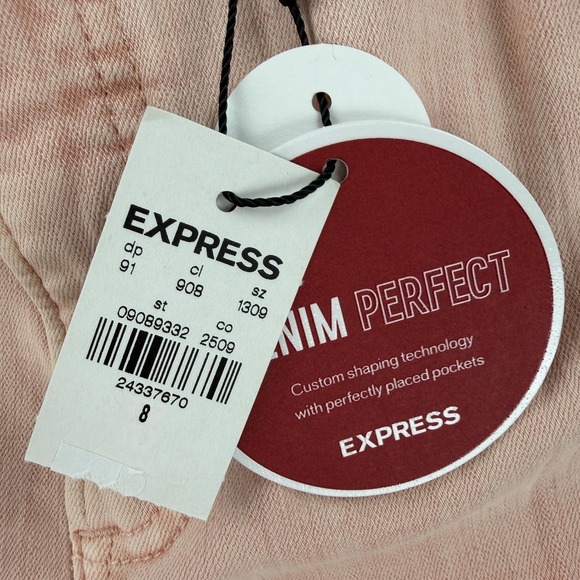 EXPRESS
dp cl sz
91 908 1309
st co
09089332 2509
24337670
8
PERFECT
Custom shaping technology
with perfectly placed pockets
EXPRESS